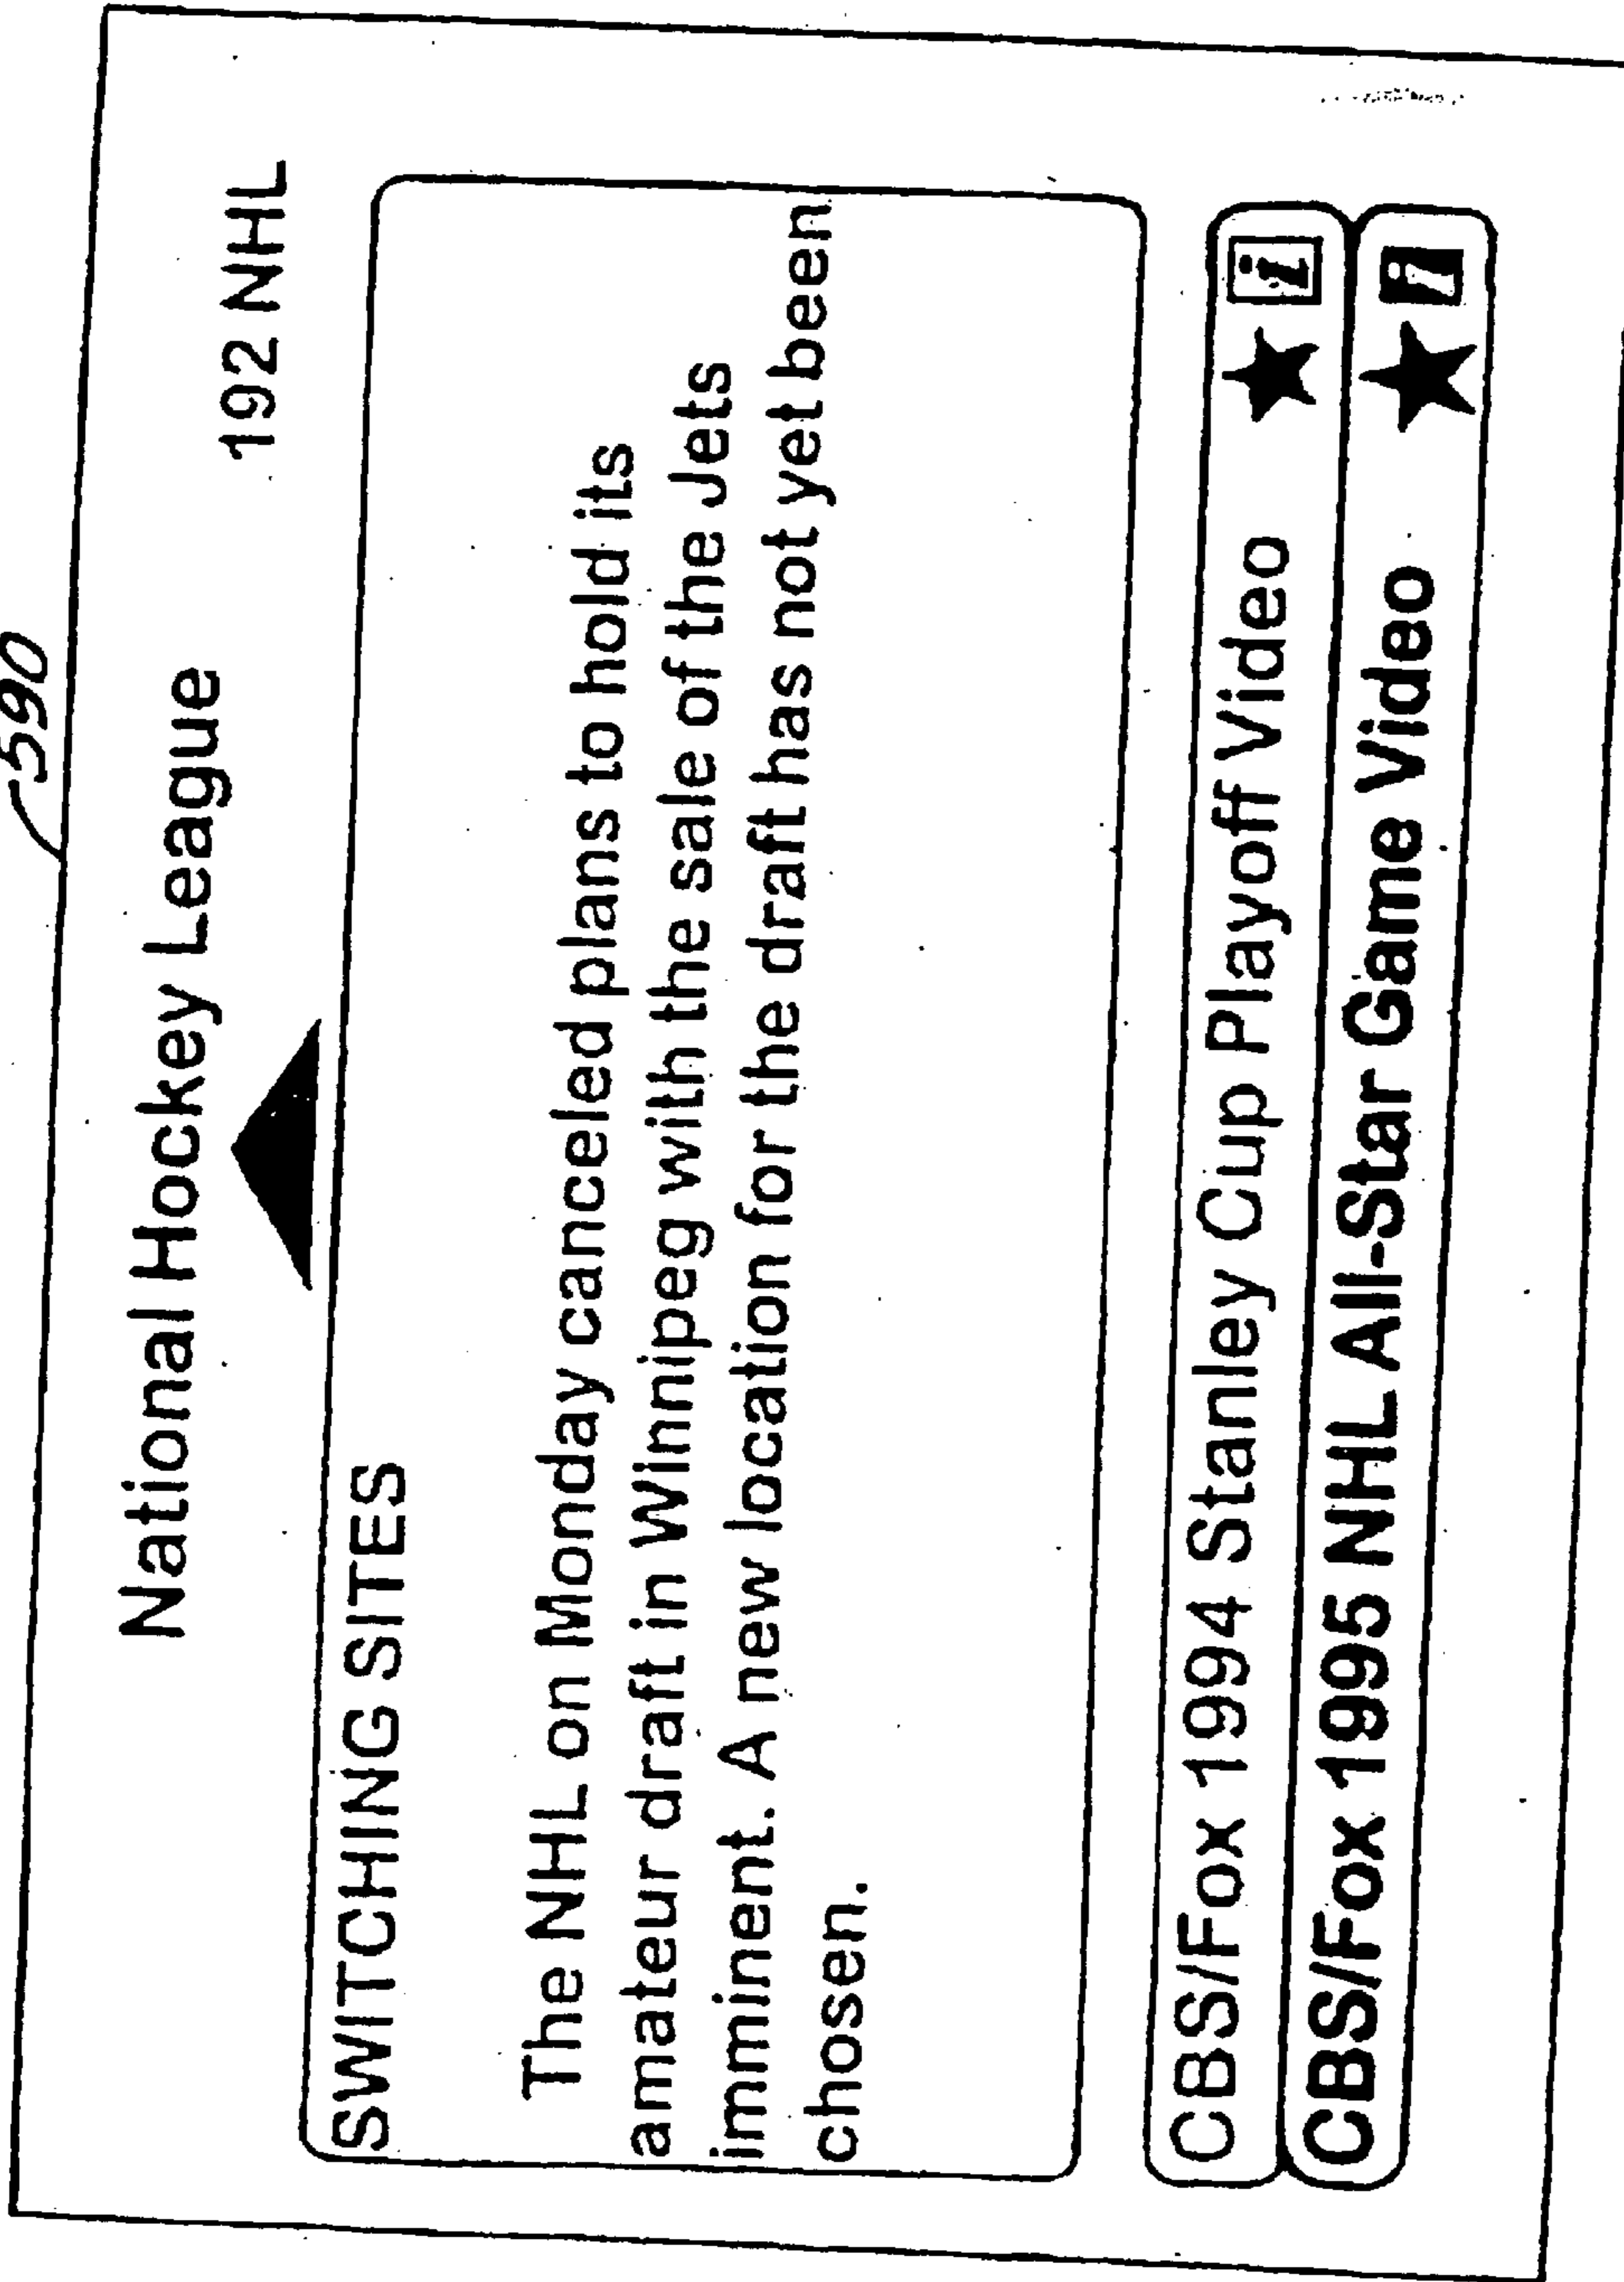 590
National Hockey League
192 NHL
SWITCHING SITES
The NHL on Monday canceled plans to hold its
amateur draft in Winnipeg with the sale of the Jets
imminent. A new location for the draft has not yet been
chosen.
CBS/Fox 1994 Stanley Cup Playoff Video ★ i
CBS/Fox 1995 NHL All-Star Game Video ★ i